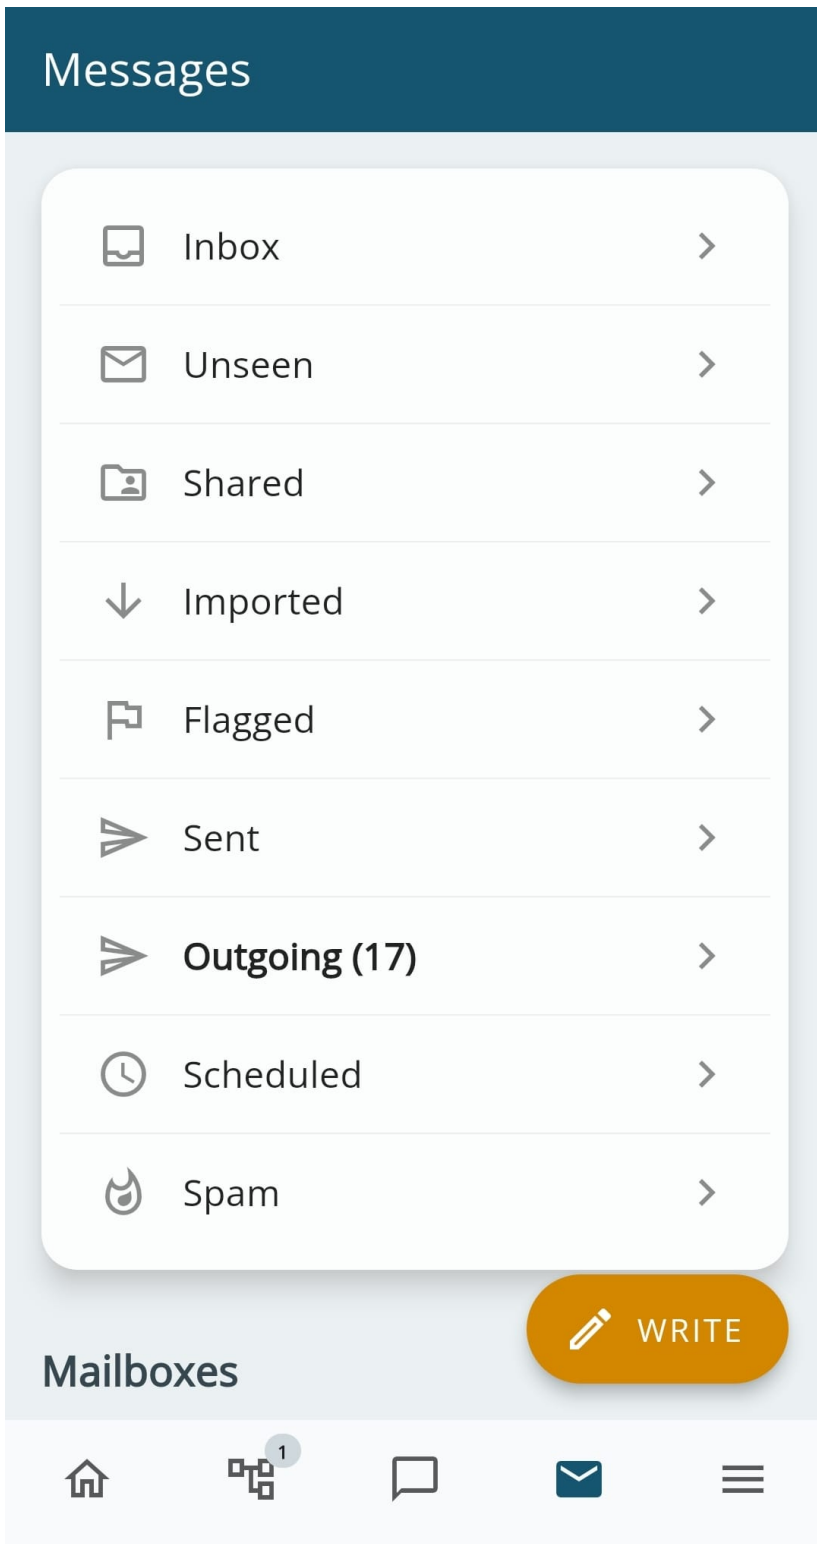 Messages
Inbox
Unseen
Shared
Imported
Flagged
Sent
Outgoing (17)
Scheduled
Spam
WRITE
Mailboxes
1